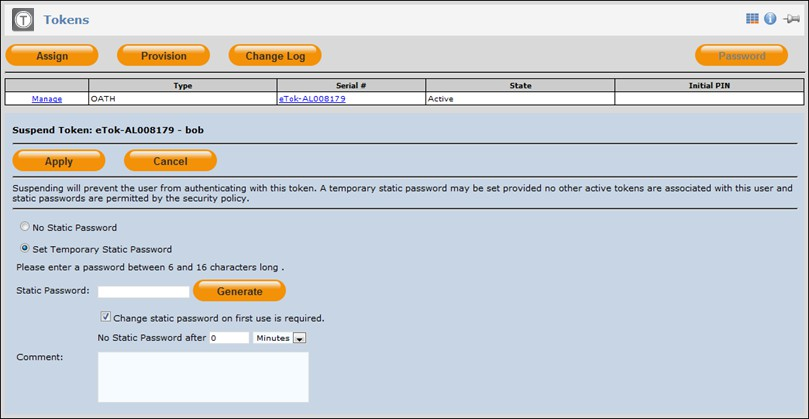 T Tokens
Assign Provision Change Log Password
Type Serial # State Initial PIN
Manage OATH eTok-AL008179 Active
Suspend Token: eTok-AL008179 - bob
Apply Cancel
Suspending will prevent the user from authenticating with this token. A temporary static password may be set provided no other active tokens are associated with this user and
static passwords are permitted by the security policy.
No Static Password
Set Temporary Static Password
Please enter a password between 6 and 16 characters long .
Static Password: Generate
Change static password on first use is required.
No Static Password after 0 Minutes
Comment: